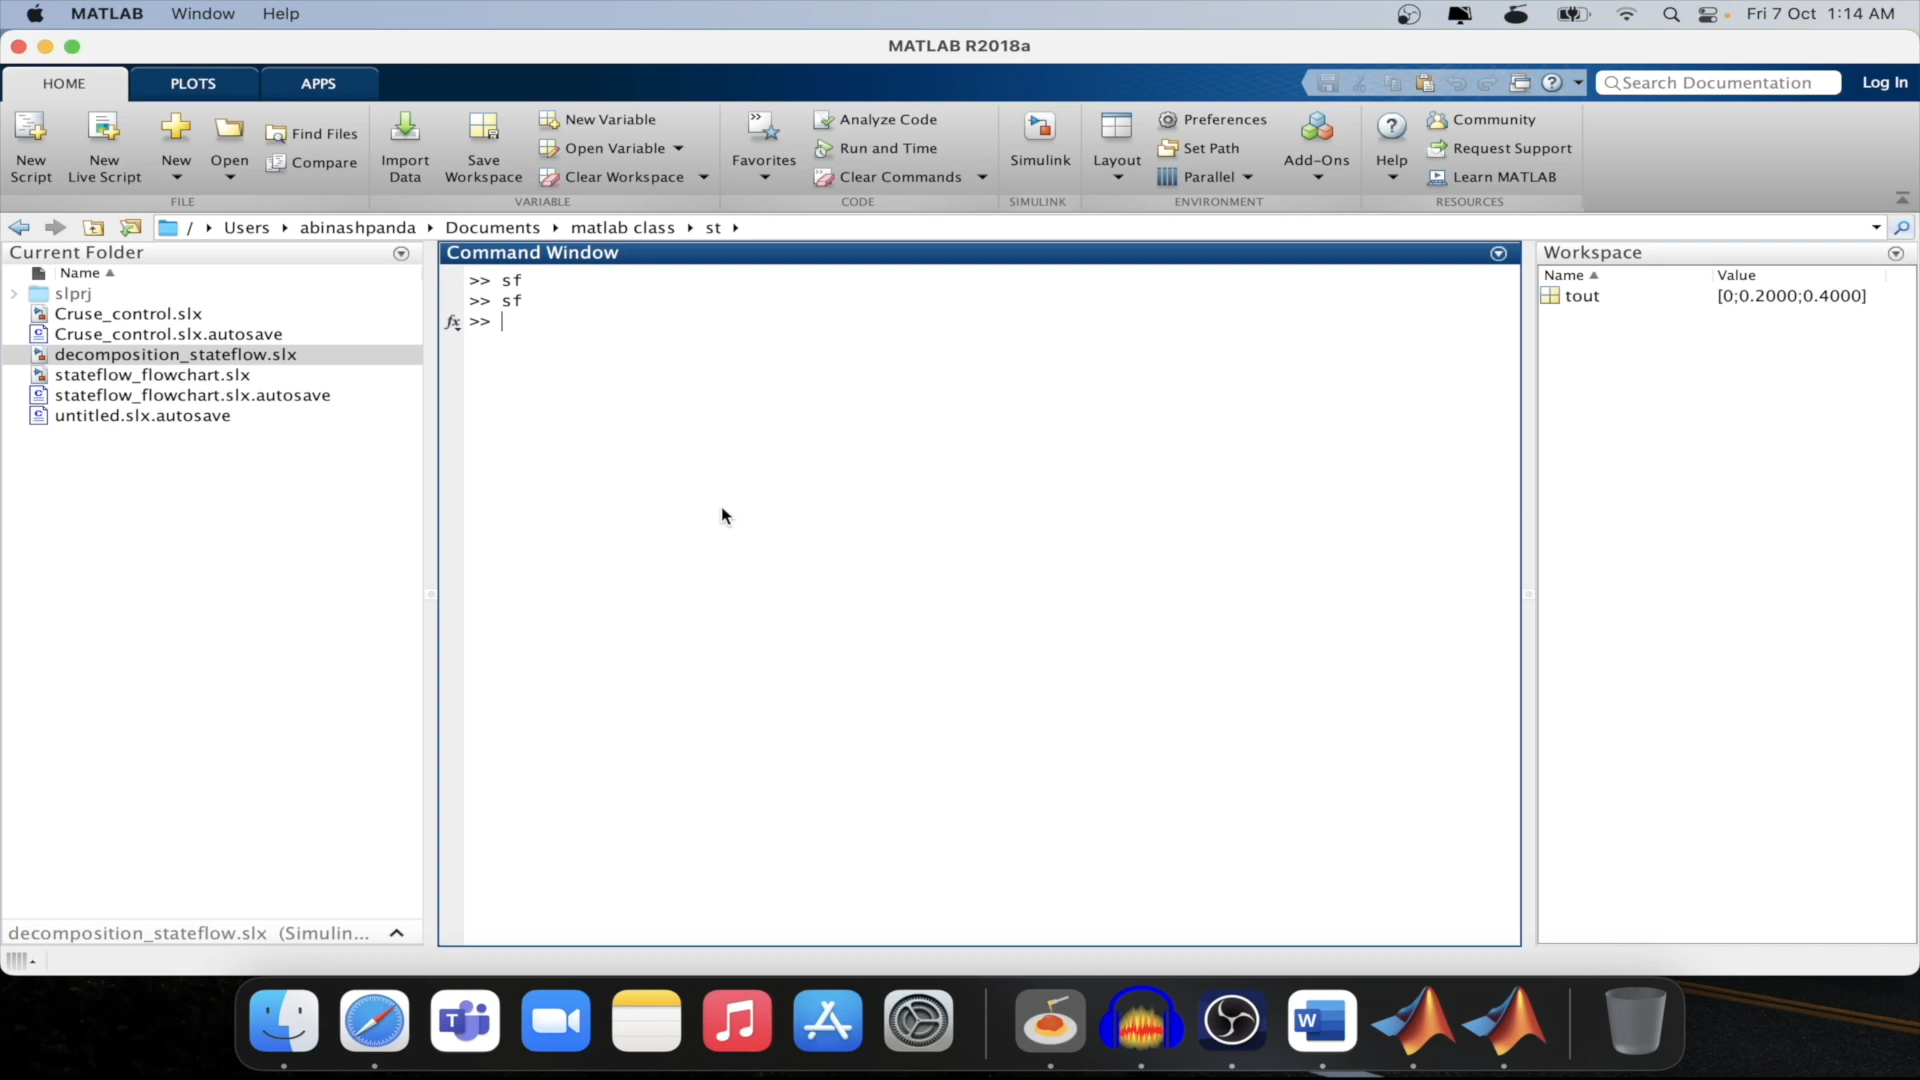 MATLAB Window Help Fri 7 Oct 1:14 AM
MATLAB R2018a
HOME PLOTS APPS Search Documentation Log In
New Script
New Live Script
New
Open
Find Files
Compare
FILE
Import Data
Save Workspace
New Variable
Open Variable
Clear Workspace
VARIABLE
Favorites
Analyze Code
Run and Time
Clear Commands
CODE
Simulink
SIMULINK
Layout
Preferences
Set Path
Parallel
Add-Ons
ENVIRONMENT
Help
Community
Request Support
Learn MATLAB
RESOURCES
/ Users abinashpanda Documents matlab class st
Current Folder
Name
slprj
Cruse_control.slx
Cruse_control.slx.autosave
decomposition_stateflow.slx
stateflow_flowchart.slx
stateflow_flowchart.slx.autosave
untitled.slx.autosave
decomposition_stateflow.slx (Simulin...
Command Window
>> sf
>> sf
fx >>
Workspace
Name Value
tout [0;0.2000;0.4000]